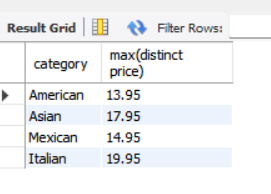 Result Grid Filter Rows:
category max(distinct
price)
American 13.95
Asian 17.95
Mexican 14.95
Italian 19.95